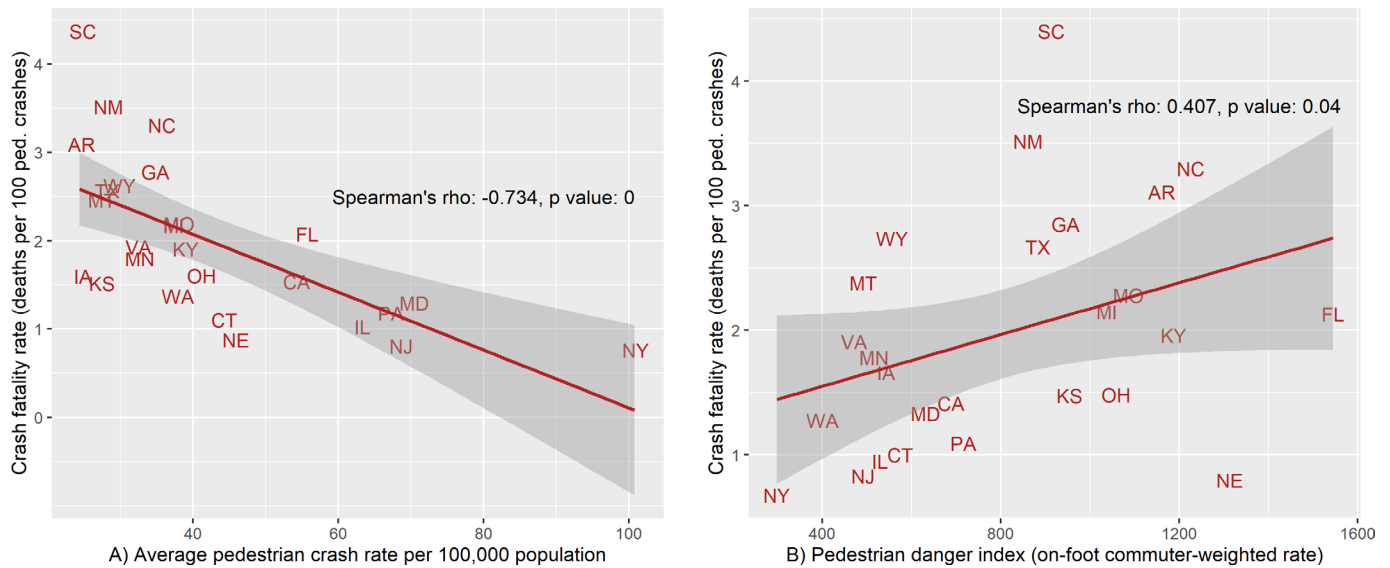 Crash fatality rate (deaths per 100 ped. crashes)
4
3
2
1
0
SC
NM
NC
AR
GA
WY
TX
MT
MO
VA
KY
MN
FL
IA
KS
OH
CA
WA
MD
PA
CT
IL
NE
NJ
NY
Spearman's rho: -0.734, p value: 0
40
60
80
100
A) Average pedestrian crash rate per 100,000 population
Crash fatality rate (deaths per 100 ped. crashes)
4
3
2
1
SC
Spearman's rho: 0.407, p value: 0.04
NM
NC
AR
GA
WY
TX
MT
MO
MI
FL
VA
KY
MN
IA
KS
OH
CA
MD
WA
PA
CT
IL
NJ
NE
NY
400
800
1200
1600
B) Pedestrian danger index (on-foot commuter-weighted rate)